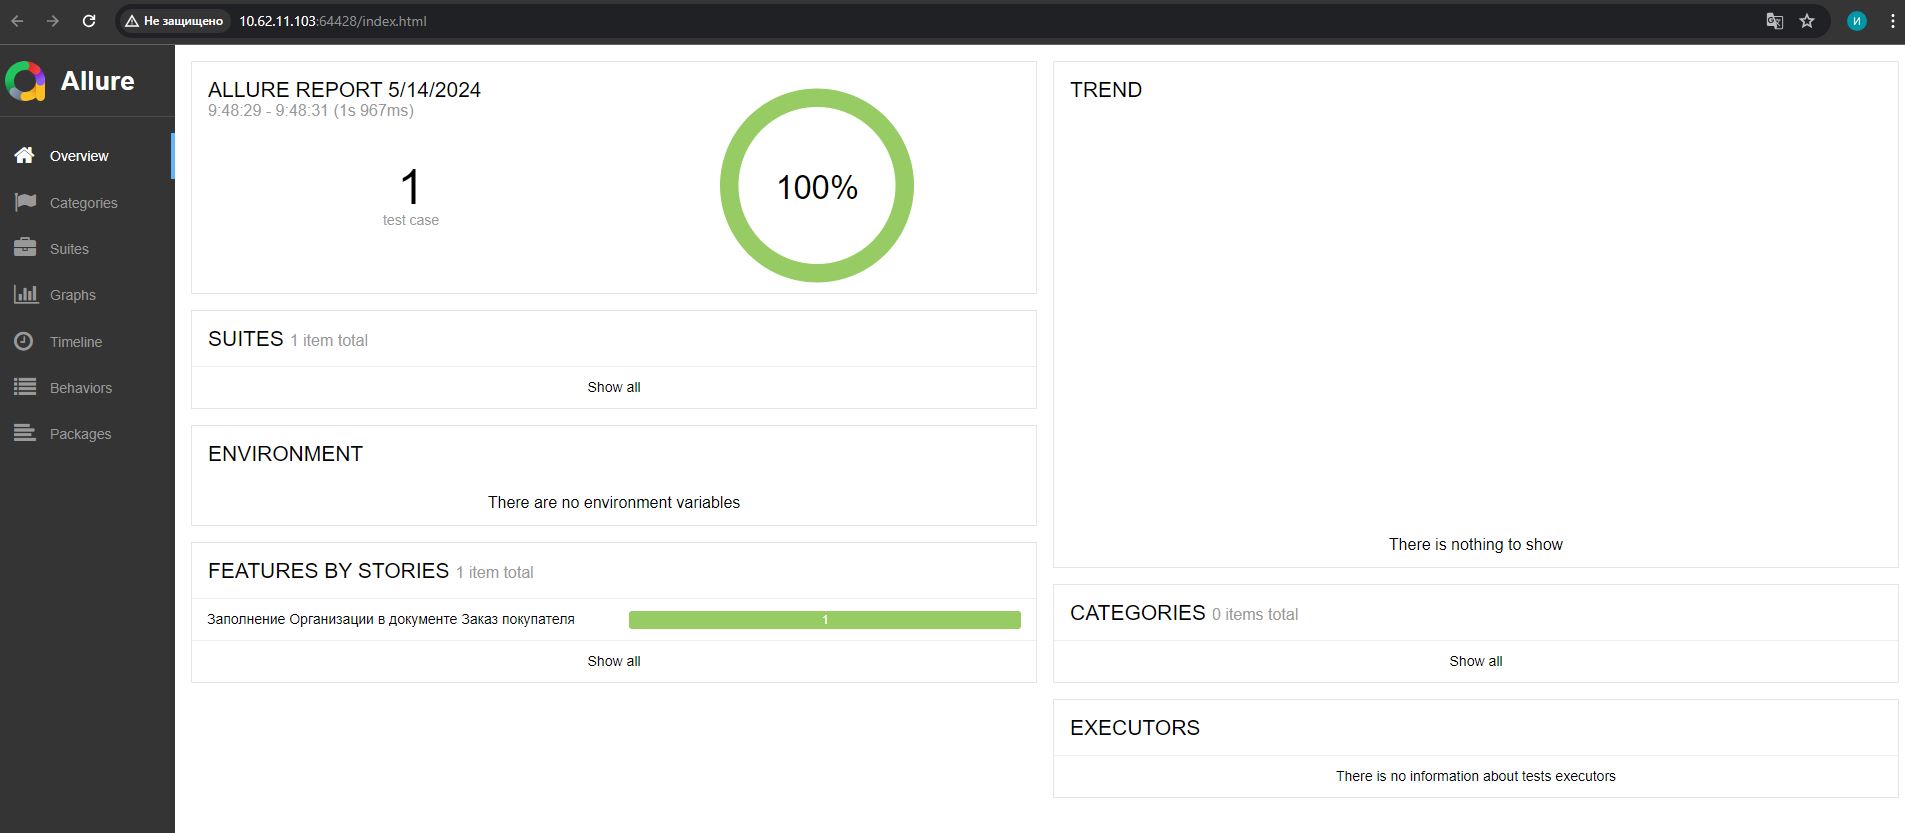 Не защищено 10.62.11.103:64428/index.html
И
Allure
Overview
Categories
Suites
Graphs
Timeline
Behaviors
Packages
ALLURE REPORT 5/14/2024
9:48:29 - 9:48:31 (1s 967ms)
1
test case
100%
SUITES 1 item total
Show all
ENVIRONMENT
There are no environment variables
FEATURES BY STORIES 1 item total
Заполнение Организации в документе Заказ покупателя 1
Show all
TREND
There is nothing to show
CATEGORIES 0 items total
Show all
EXECUTORS
There is no information about tests executors